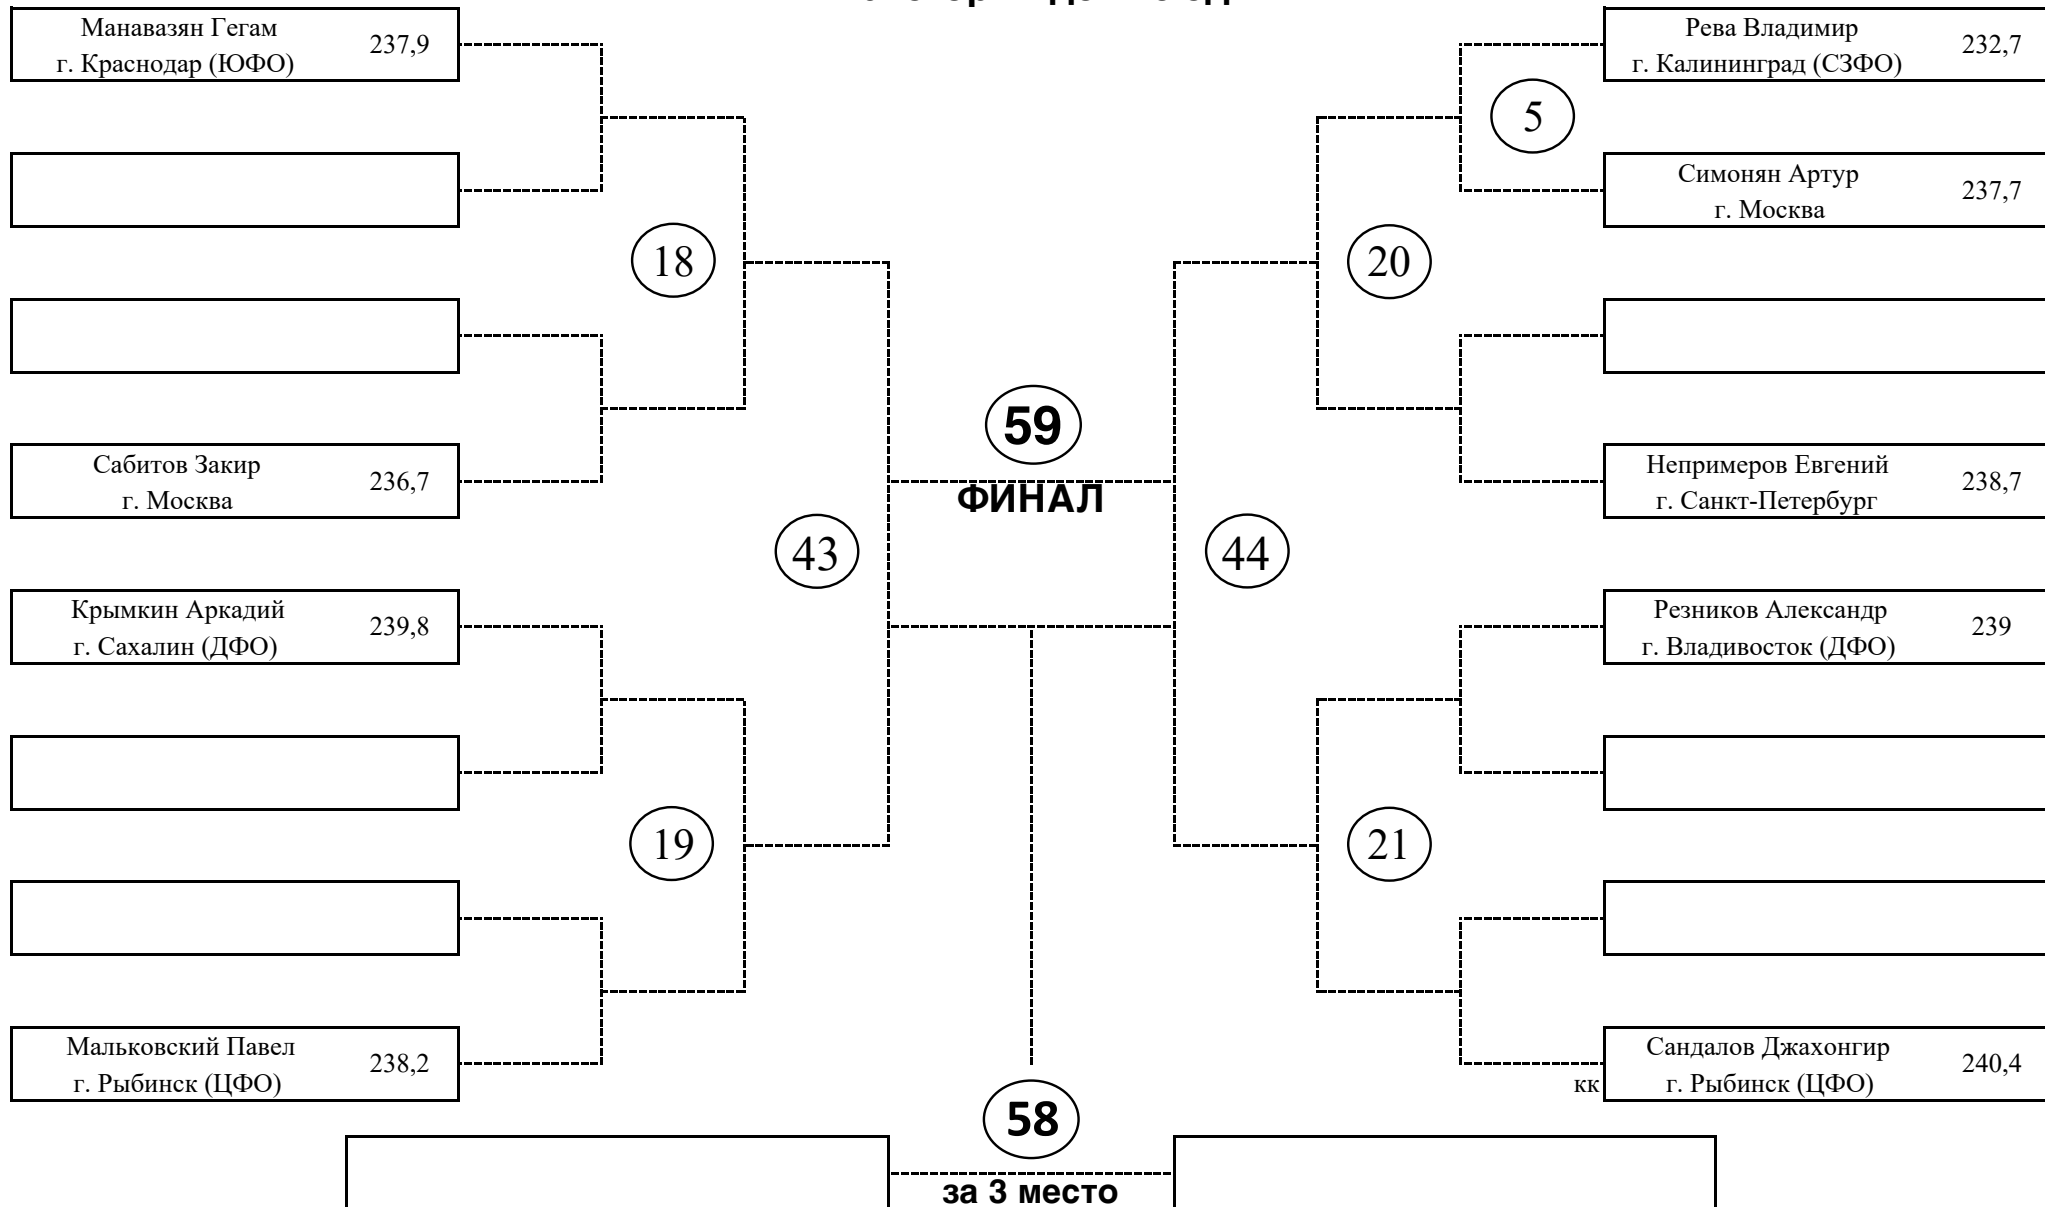 Манавазян Гегам
г. Краснодар (ЮФО)
237,9
Рева Владимир
г. Калининград (СЗФО)
232,7
5
Симонян Артур
г. Москва
237,7
18
20
Сабитов Закир
г. Москва
236,7
59
ФИНАЛ
Непримеров Евгений
г. Санкт-Петербург
238,7
43
44
Крымкин Аркадий
г. Сахалин (ДФО)
239,8
Резников Александр
г. Владивосток (ДФО)
239
19
21
Мальковский Павел
г. Рыбинск (ЦФО)
238,2
кк
Сандалов Джахонгир
г. Рыбинск (ЦФО)
240,4
58
за 3 место